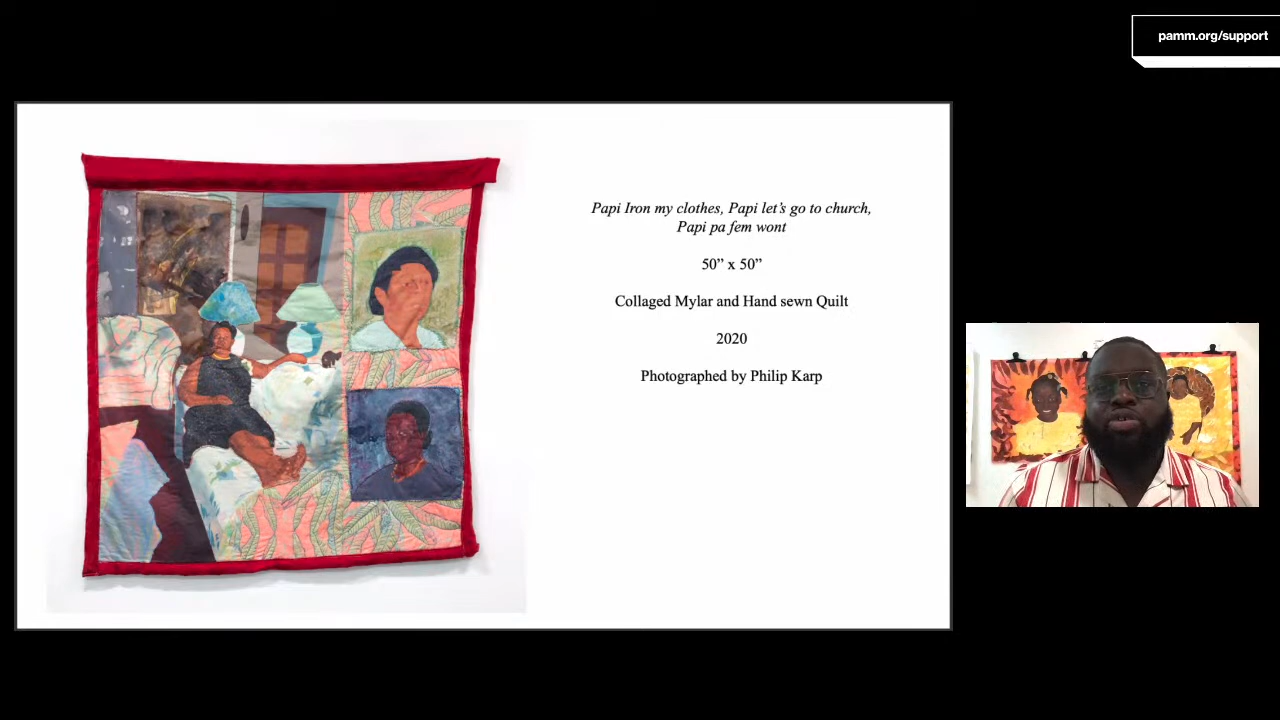 pamm.org/support
Papi Iron my clothes, Papi let’s go to church,
Papi pa fem wont
50” x 50”
Collaged Mylar and Hand sewn Quilt
2020
Photographed by Philip Karp